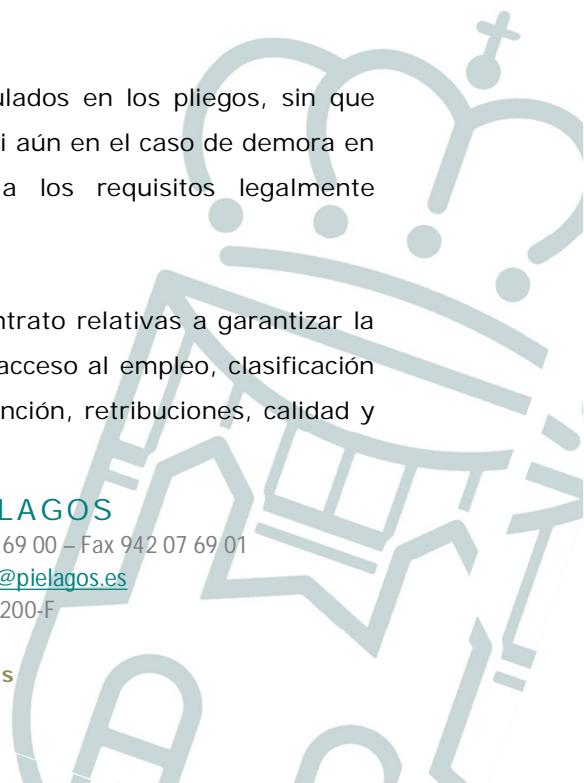 ulados en los pliegos, sin que
i aún en el caso de demora en
a los requisitos legalmente
ntrato relativas a garantizar la
acceso al empleo, clasificación
nción, retribuciones, calidad y
LAGOS
69 00 – Fax 942 07 69 01
@pielagos.es
200-F
s